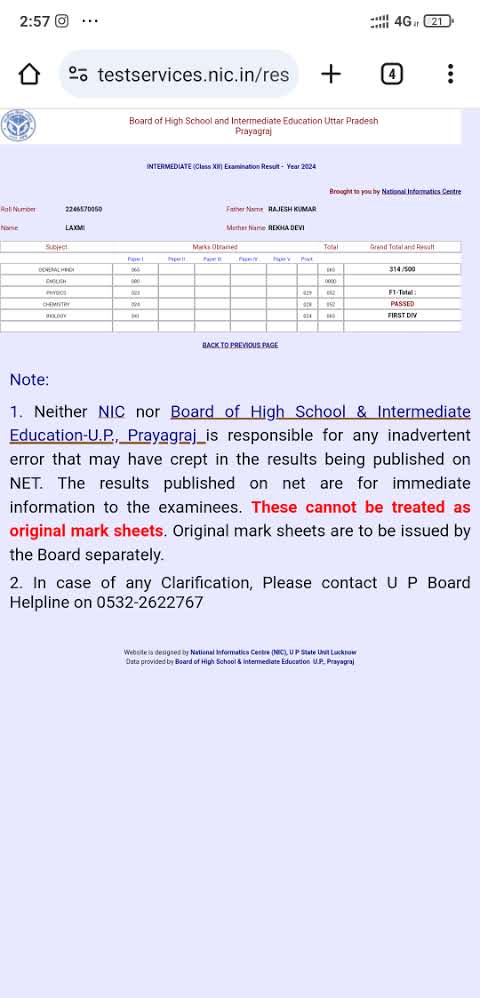 2:57
4G 21
testservices.nic.in/res
4
Board of High School and Intermediate Education Uttar Pradesh
Prayagraj
INTERMEDIATE (Class XII) Examination Result - Year 2024
Brought to you by National Informatics Centre
Roll Number 2246570050 Father Name RAJESH KUMAR
Name LAXMI Mother Name REKHA DEVI
Subject Marks Obtained Total Grand Total and Result
Paper I Paper II Paper III Paper IV Paper V Pract
GENERAL HINDI 065 065 314 /500
ENGLISH
PHYSICS 023 029 052 F1-Total :
CHEMISTRY 024 028 052 PASSED
BIOLOGY 034 FIRST DIV
BACK TO PREVIOUS PAGE
Note:
1. Neither NIC nor Board of High School & Intermediate
Education-U.P., Prayagraj is responsible for any inadvertent
error that may have crept in the results being published on
NET. The results published on net are for immediate
information to the examinees. These cannot be treated as
original mark sheets. Original mark sheets are to be issued by
the Board separately.
2. In case of any Clarification, Please contact U P Board
Helpline on 0532-2622767
Website is designed by National Informatics Centre (NIC), U P State Unit Lucknow
Data provided by Board of High School & Intermediate Education U.P., Prayagraj